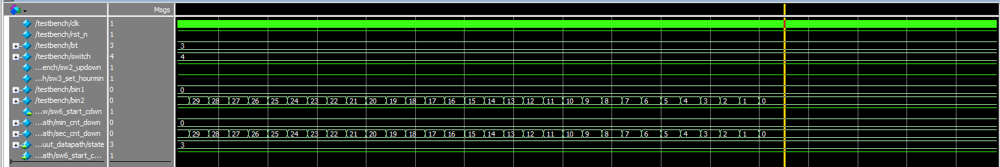 Msgs
/testbench/clk 1
/testbench/rst_n 1
/testbench/bt 3 3
/testbench/switch 4 4
...ench/sw2_updown 1
...h/sw3_set_hourmin 1
/testbench/bin1 0 0
/testbench/bin2 0 29 28 27 26 25 24 23 22 21 20 19 18 17 16 15 14 13 12 11 10 9 8 7 6 5 4 3 2 1 0
...w/sw6_start_cdwn 1
...ath/min_cnt_down 0 0
...ath/sec_cnt_down 0 29 28 27 26 25 24 23 22 21 20 19 18 17 16 15 14 13 12 11 10 9 8 7 6 5 4 3 2 1 0
...uut_datapath/state 3 3
...ath/sw6_start_c... 1